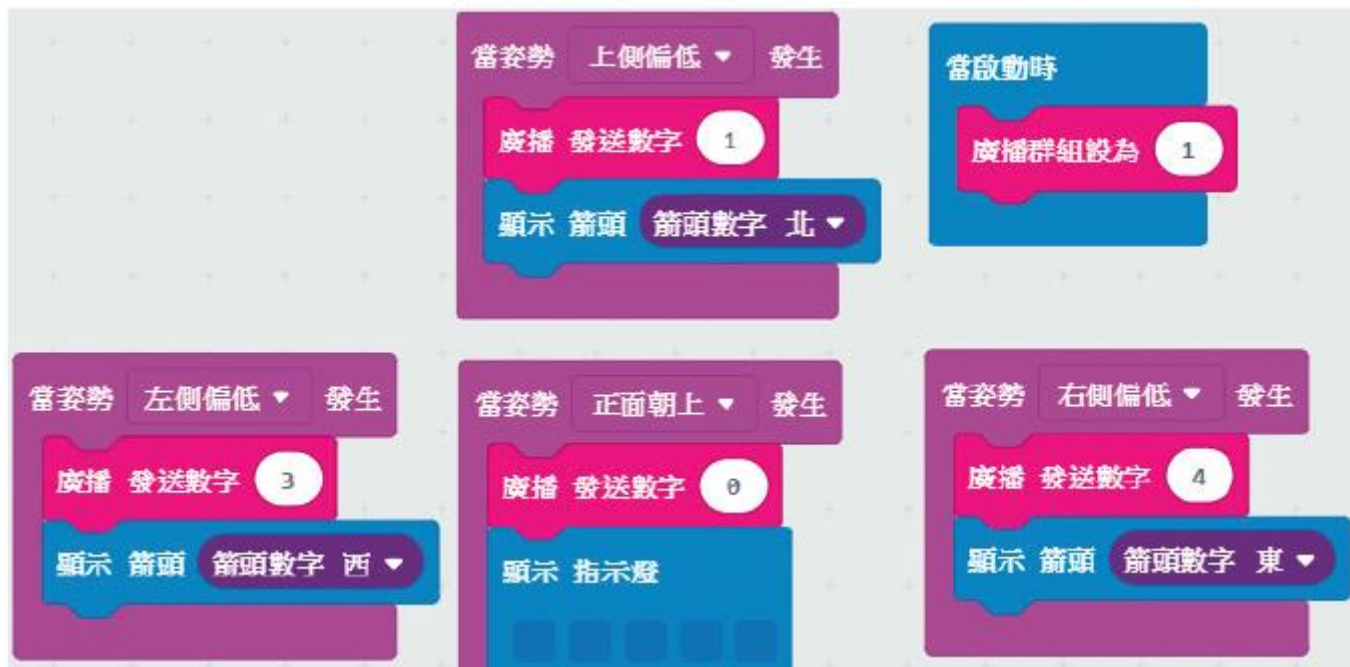 當姿勢 上側偏低 發生
廣播 發送數字 1
顯示 箭頭 箭頭數字 北
當啟動時
廣播群組設為 1
當姿勢 左側偏低 發生
廣播 發送數字 3
顯示 箭頭 箭頭數字 西
當姿勢 正面朝上 發生
廣播 發送數字 0
顯示 指示燈
當姿勢 右側偏低 發生
廣播 發送數字 4
顯示 箭頭 箭頭數字 東